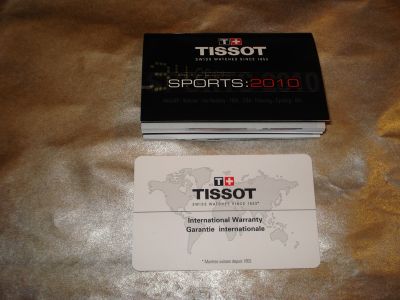 T+
TISSOT
SWISS WATCHES SINCE 1853
SPORTS:2010
T+
TISSOT
SWISS WATCHES SINCE 1853*
International Warranty
Garantie internationale
* Montres suisses depuis 1853